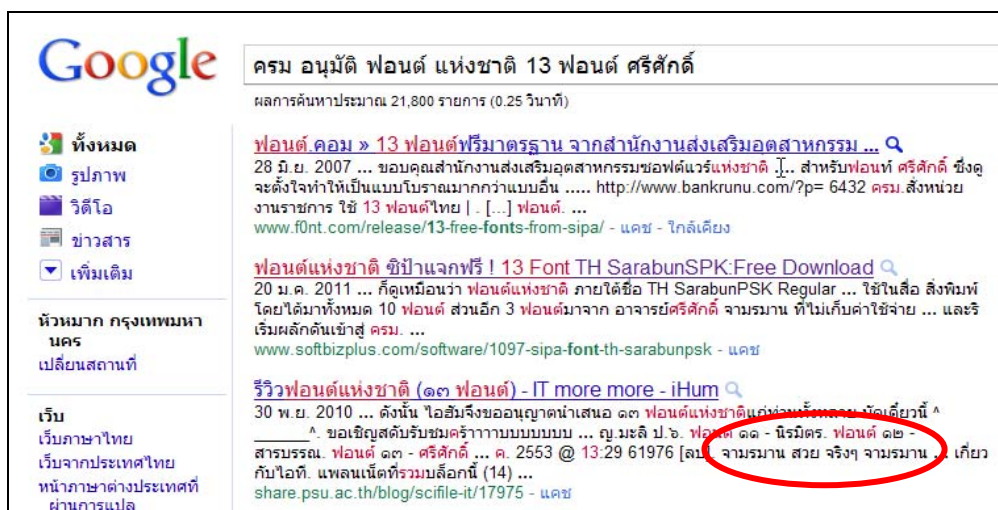 Google
ครม อนุมัติ ฟอนต์ แห่งชาติ 13 ฟอนต์ ศรีศักดิ์
ผลการค้นหาประมาณ 21,800 รายการ (0.25 วินาที)
ทั้งหมด
รูปภาพ
วิดีโอ
ข่าวสาร
เพิ่มเติม
หัวหมาก กรุงเทพมหา
นคร
เปลี่ยนสถานที่
เว็บ
เว็บภาษาไทย
เว็บจากประเทศไทย
หน้าภาษาต่างประเทศที่
ผ่านการแปล
ฟอนต์.คอม » 13 ฟอนต์ฟรีมาตรฐาน จากสำนักงานส่งเสริมอุตสาหกรรม ...
28 มิ.ย. 2007 ... ขอบคุณสำนักงานส่งเสริมอุตสาหกรรมซอฟต์แวร์แห่งชาติ ... สำหรับฟอนท์ ศรีศักดิ์ ซึ่งดู
จะตั้งใจทำให้เป็นแบบโบราณมากกว่าแบบอื่น ..... http://www.bankrunu.com/?p= 6432 ครม.สั่งหน่วย
งานราชการ ใช้ 13 ฟอนต์ไทย | . [...] ฟอนต์. ...
www.f0nt.com/release/13-free-fonts-from-sipa/ - แคช - ใกล้เคียง
ฟอนต์แห่งชาติ ซิป้าแจกฟรี ! 13 Font TH SarabunSPK:Free Download
20 ม.ค. 2011 ... ก็ดูเหมือนว่า ฟอนต์แห่งชาติ ภายใต้ชื่อ TH SarabunPSK Regular ... ใช้ในสื่อ สิ่งพิมพ์
โดยได้มาทั้งหมด 10 ฟอนต์ ส่วนอีก 3 ฟอนต์มาจาก อาจารย์ศรีศักดิ์ จามรมาน ที่ไม่เก็บค่าใช้จ่าย ... และริ
เริ่มผลักดันเข้าสู่ ครม. ...
www.softbizplus.com/software/1097-sipa-font-th-sarabunpsk - แคช
รีวิวฟอนต์แห่งชาติ (๑๓ ฟอนต์) - IT more more - iHum
30 พ.ย. 2010 ... ดังนั้น ไอฮัมจึงขออนุญาตนำเสนอ ๑๓ ฟอนต์แห่งชาติแก่ท่านทั้งหลาย บัดเดี๋ยวนี้ ^
______^. ขอเชิญสดับรับชมคร้าาาาบบบบบบบ ... ญ.มะลิ ป.๖. ฟอนต์ ๑๑ - นิรมิตร. ฟอนต์ ๑๒ -
สารบรรณ. ฟอนต์ ๑๓ - ศรีศักดิ์ ... ค. 2553 @ 13:29 61976 [ลบ]. จามรมาน สวย จริงๆ จามรมาน ... เกี่ยว
กับไอที. แพลนเน็ตที่รวมบล็อกนี้ (14) ...
share.psu.ac.th/blog/scifile-it/17975 - แคช